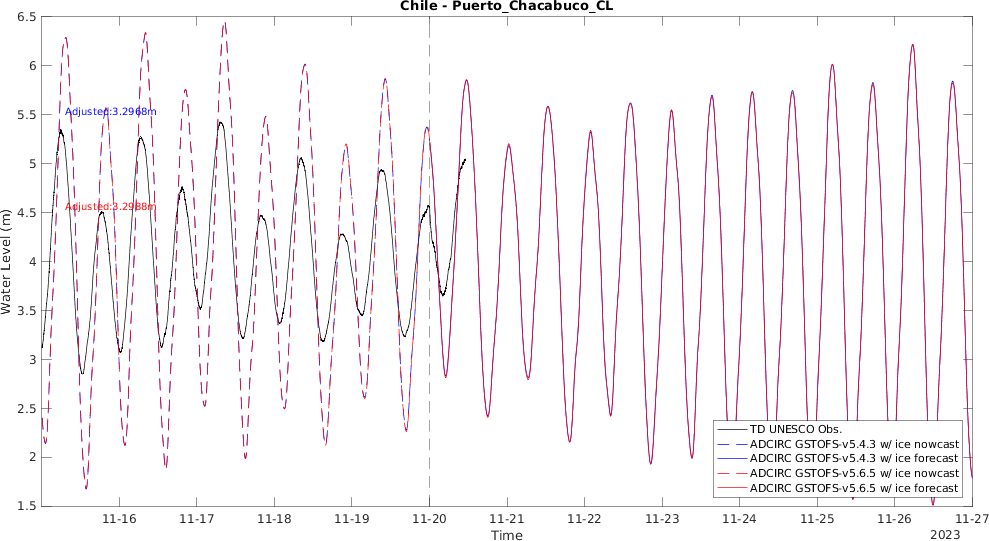 Chile - Puerto_Chacabuco_CL
6.5
6
5.5
5
4.5
4
3.5
3
2.5
2
1.5
Water Level (m)
Adjusted:3.2968m
Adjusted:3.2988m
TD UNESCO Obs.
ADCIRC GSTOFS-v5.4.3 w/ ice nowcast
ADCIRC GSTOFS-v5.4.3 w/ ice forecast
ADCIRC GSTOFS-v5.6.5 w/ ice nowcast
ADCIRC GSTOFS-v5.6.5 w/ ice forecast
11-16 11-17 11-18 11-19 11-20 11-21 11-22 11-23 11-24 11-25 11-26 11-27
Time
2023